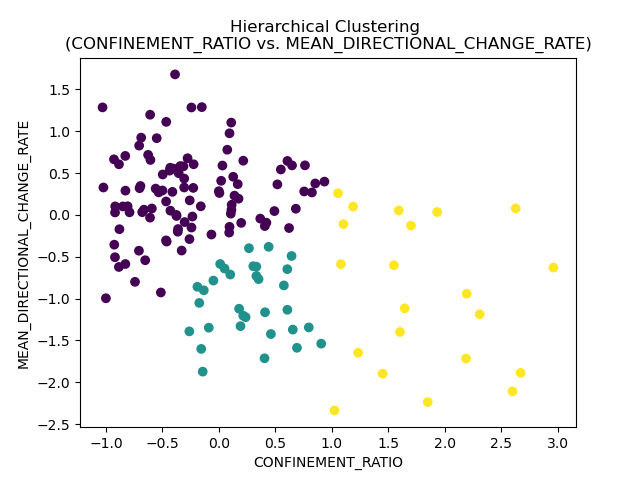 Hierarchical Clustering
(CONFINEMENT_RATIO vs. MEAN_DIRECTIONAL_CHANGE_RATE)
MEAN_DIRECTIONAL_CHANGE_RATE
1.5
1.0
0.5
0.0
−0.5
−1.0
−1.5
−2.0
−2.5
−1.0 −0.5 0.0 0.5 1.0 1.5 2.0 2.5 3.0
CONFINEMENT_RATIO